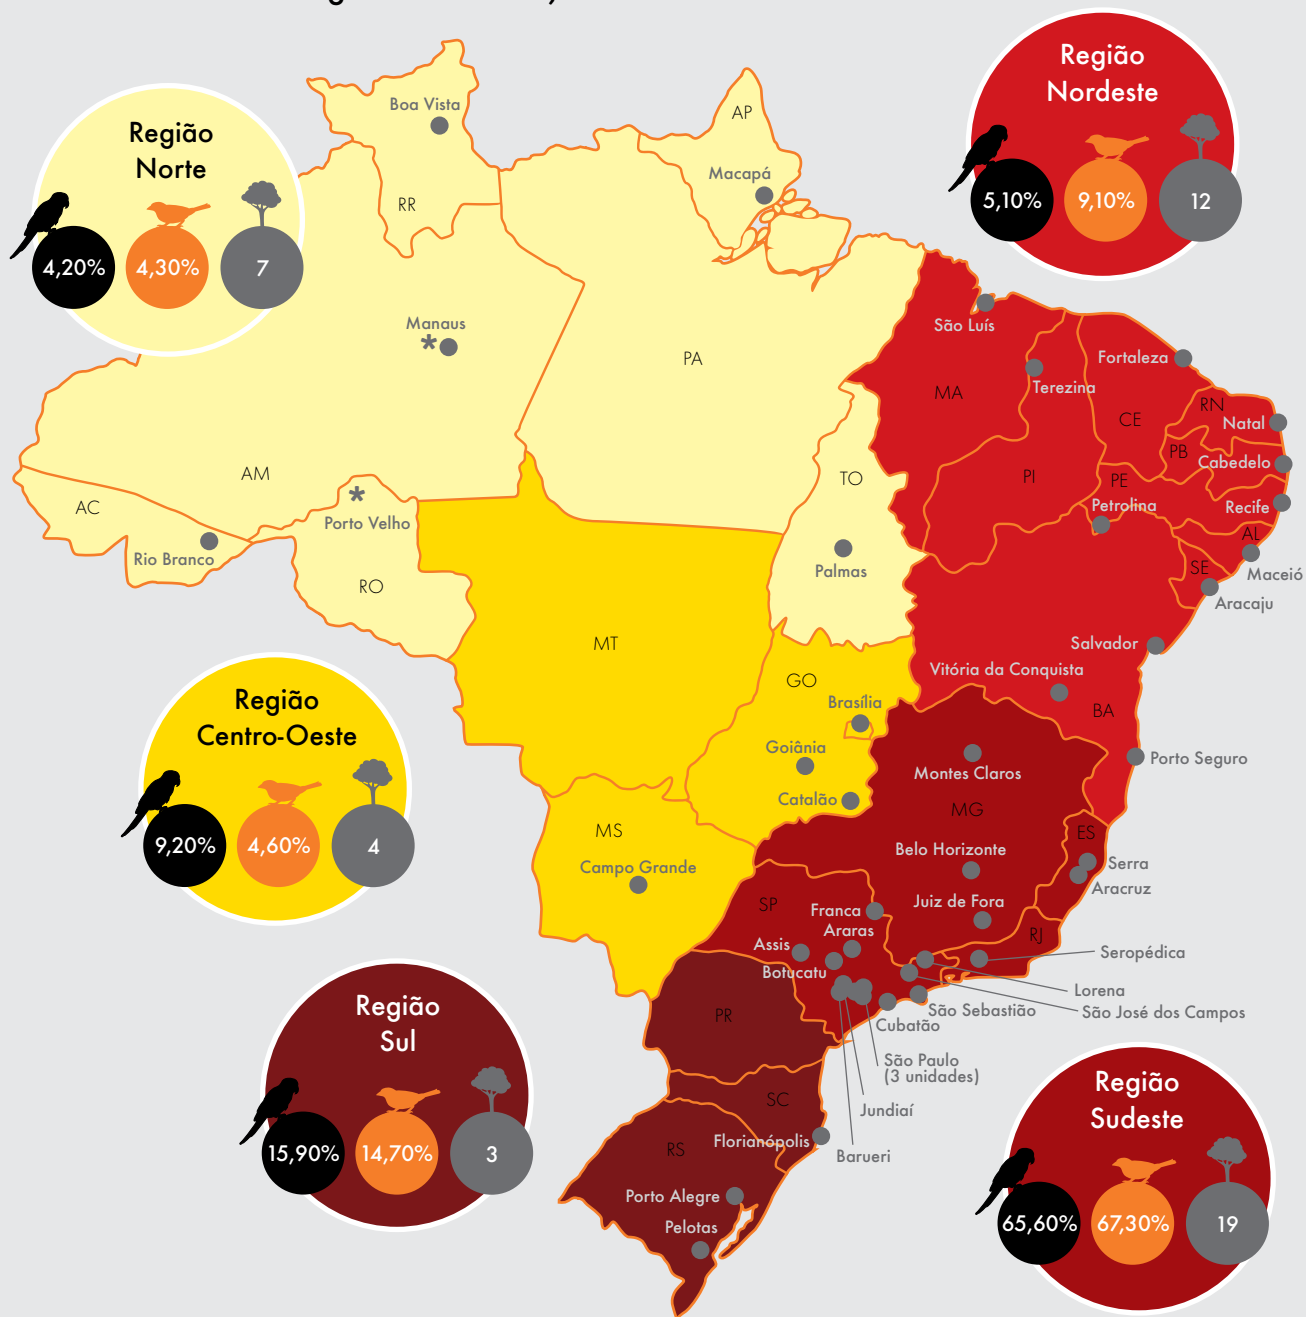 Região
Norte
4,20%
4,30%
7
Região
Nordeste
5,10%
9,10%
12
Região
Centro-Oeste
9,20%
4,60%
4
Região
Sul
15,90%
14,70%
3
Região
Sudeste
65,60%
67,30%
19
Boa Vista
RR
AP
Macapá
Manaus
*
PA
AM
AC
Rio Branco
*
Porto Velho
RO
TO
Palmas
São Luís
MA
Terezina
Fortaleza
CE
RN
Natal
PB
Cabedelo
PI
PE
Petrolina
Recife
AL
Maceió
SE
Aracaju
Salvador
Vitória da Conquista
BA
Porto Seguro
MT
GO
Brasília
Goiânia
Catalão
MS
Campo Grande
Montes Claros
MG
Belo Horizonte
Juiz de Fora
ES
Serra
Aracruz
RJ
Seropédica
SP
Franca
Araras
Assis
Botucatu
Lorena
São José dos Campos
São Sebastião
Cubatão
São Paulo
(3 unidades)
Jundiaí
Barueri
PR
SC
Florianópolis
RS
Porto Alegre
Pelotas